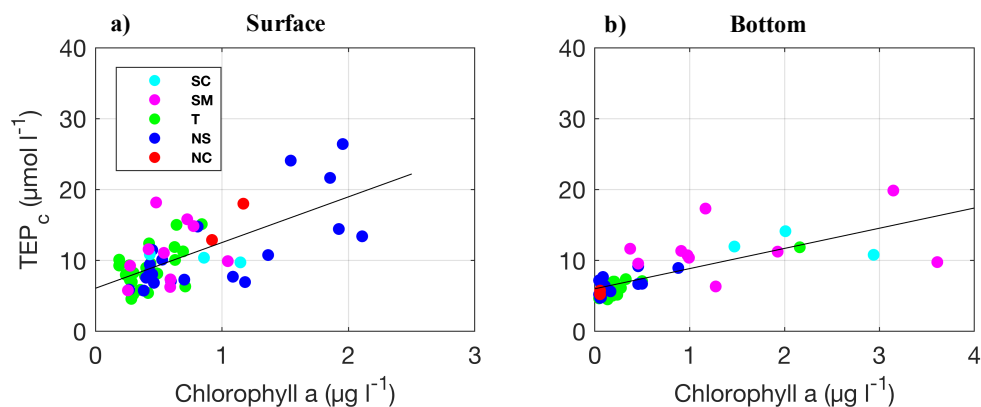 a) Surface
40
30
20
10
0
TEP_c (μmol l⁻¹)
SC
SM
T
NS
NC
0 1 2 3
Chlorophyll a (μg l⁻¹)
b) Bottom
40
30
20
10
0
0 1 2 3 4
Chlorophyll a (μg l⁻¹)